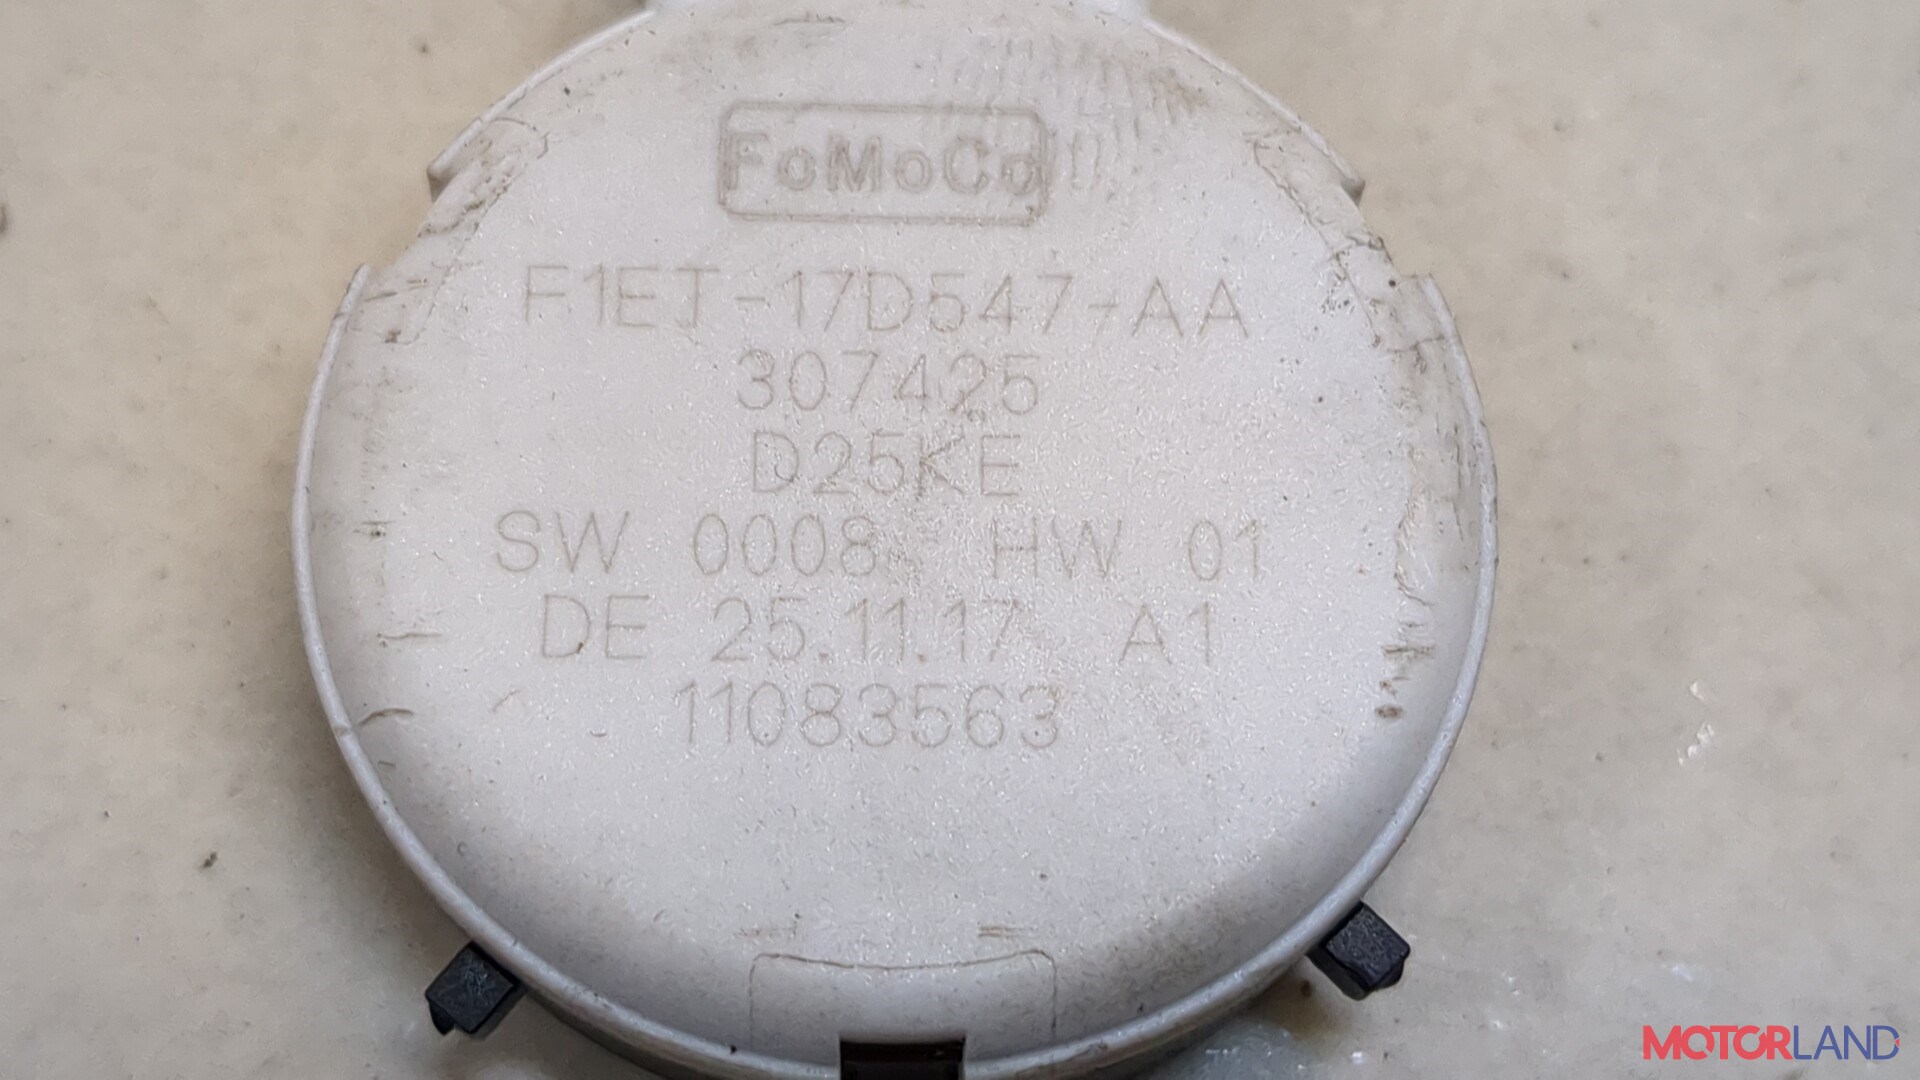 FoMoCo
F1ET-17D547-AA
307425
D25KE
SW 0008 HW 01
DE 25.11.17 A1
11083563
MOTORLAND